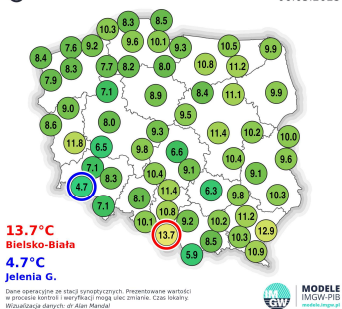 8.3 8.5
10.3
7.6 9.2 9.6 10.1 9.3 10.5 9.9
8.4
8.3 7.7 8.2 8.0 10.8 11.2
7.9
7.1 8.9 8.4 11.1 9.9
9.0
8.6 8.0 9.5
9.3 11.4 10.2 10.0
11.8 6.5 9.8 6.6
10.4 9.6
7.1 10.4 9.1 9.1
4.7 8.3
11.4 6.3 9.8 10.3
7.1 8.1
10.8 11.2
10.1 9.2 10.2
13.7 8.5 10.3 12.9
5.9 10.9
13.7°C
Bielsko-Biała
4.7°C
Jelenia G.
Dane operacyjne ze stacji synoptycznych. Prezentowane wartości
w procesie kontroli i weryfikacji mogą ulec zmianie. Czas lokalny.
Wizualizacja danych: dr Alan Mandal
IM
GW
MODELE
IMGW-PIB
modele.imgw.pl